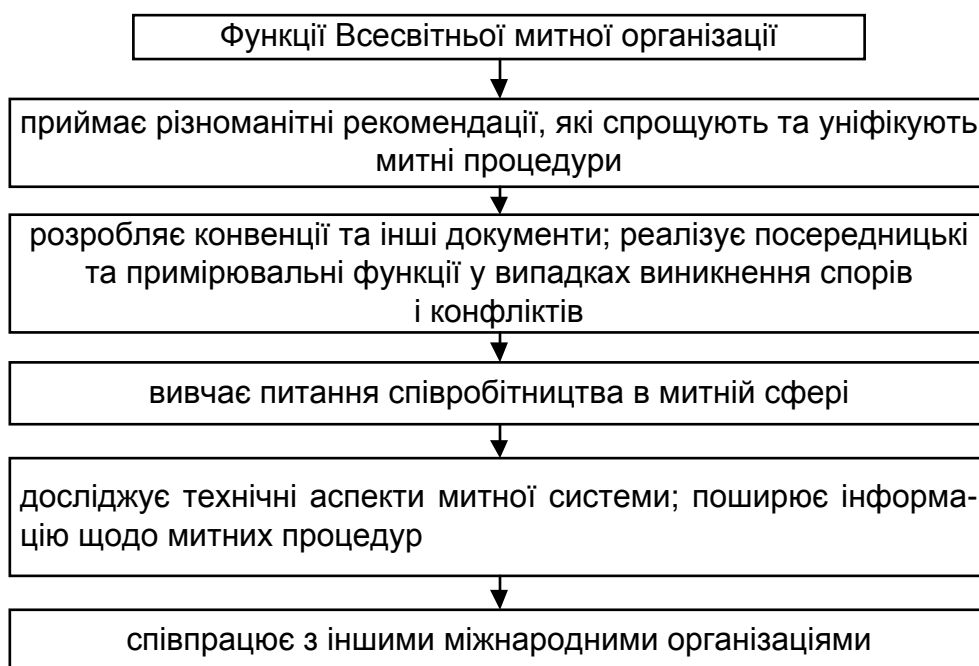 Функції Всесвітньої митної організації
приймає різноманітні рекомендації, які спрощують та уніфікують
митні процедури
розробляє конвенції та інші документи; реалізує посередницькі
та примірювальні функції у випадках виникнення спорів
і конфліктів
вивчає питання співробітництва в митній сфері
досліджує технічні аспекти митної системи; поширює інформа-
цію щодо митних процедур
співпрацює з іншими міжнародними організаціями